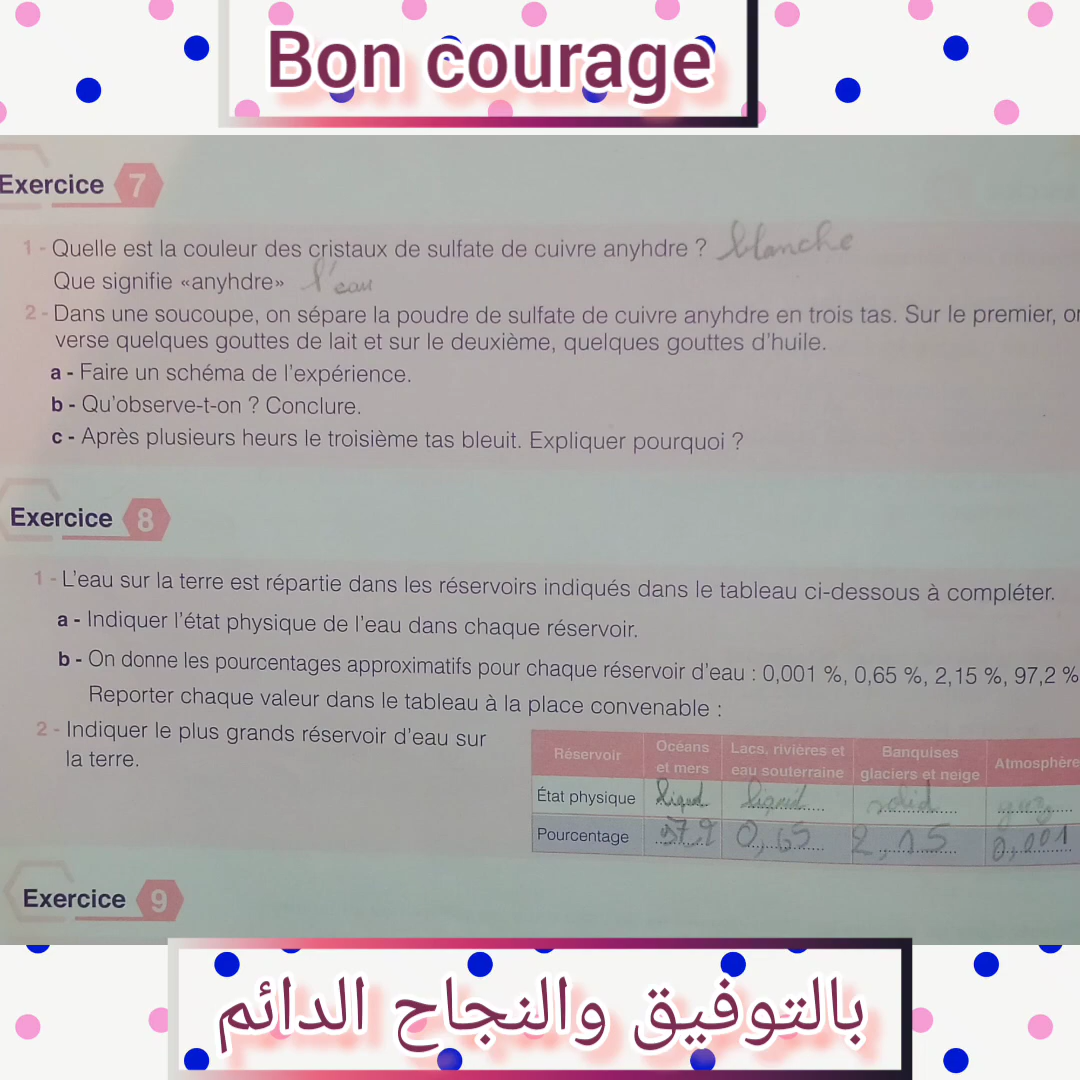 Bon courage
Exercice 7
1 - Quelle est la couleur des cristaux de sulfate de cuivre anyhdre ? blanche
Que signifie «anyhdre» l'eau
2 - Dans une soucoupe, on sépare la poudre de sulfate de cuivre anyhdre en trois tas. Sur le premier, on
verse quelques gouttes de lait et sur le deuxième, quelques gouttes d'huile.
a - Faire un schéma de l'expérience.
b - Qu'observe-t-on ? Conclure.
c - Après plusieurs heurs le troisième tas bleuit. Expliquer pourquoi ?
Exercice 8
1 - L'eau sur la terre est répartie dans les réservoirs indiqués dans le tableau ci-dessous à compléter.
a - Indiquer l'état physique de l'eau dans chaque réservoir.
b - On donne les pourcentages approximatifs pour chaque réservoir d'eau : 0,001 %, 0,65 %, 2,15 %, 97,2 %
Reporter chaque valeur dans le tableau à la place convenable :
2 - Indiquer le plus grands réservoir d'eau sur
la terre.
Réservoir Océans et mers Lacs, rivières et eau souterraine Banquises glaciers et neige Atmosphère
État physique liqud liquid solid gaz
Pourcentage 97,2 0,65 2,15 0,001
Exercice 9
بالتوفيق والنجاح الدائم